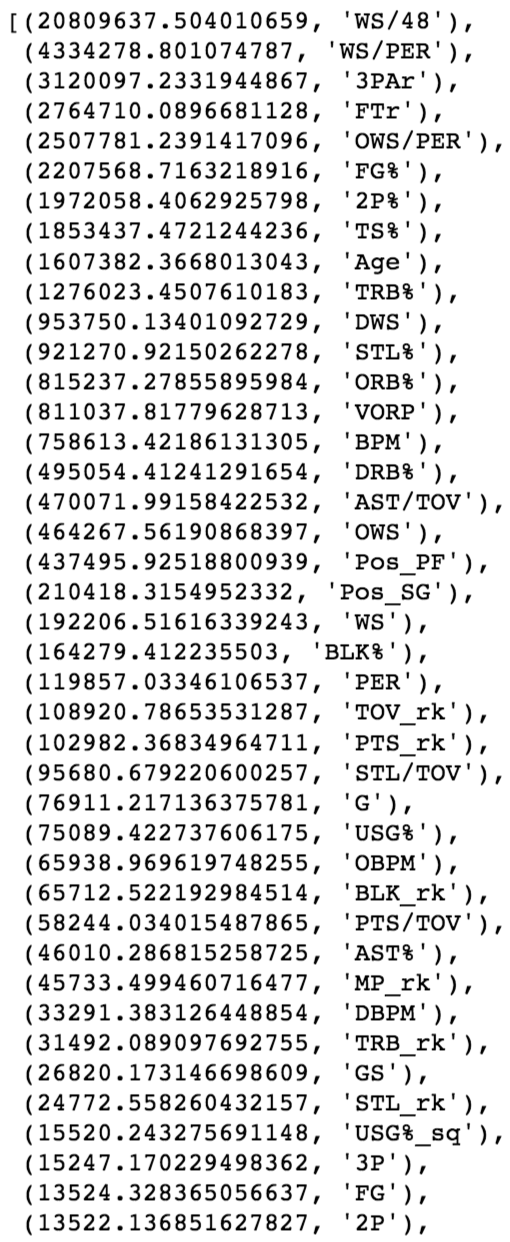 [(20809637.504010659, 'WS/48'),
(4334278.801074787, 'WS/PER'),
(3120097.2331944867, '3PAr'),
(2764710.0896681128, 'FTr'),
(2507781.2391417096, 'OWS/PER'),
(2207568.7163218916, 'FG%'),
(1972058.4062925798, '2P%'),
(1853437.4721244236, 'TS%'),
(1607382.3668013043, 'Age'),
(1276023.4507610183, 'TRB%'),
(953750.13401092729, 'DWS'),
(921270.92150262278, 'STL%'),
(815237.27855895984, 'ORB%'),
(811037.81779628713, 'VORP'),
(758613.42186131305, 'BPM'),
(495054.41241291654, 'DRB%'),
(470071.99158422532, 'AST/TOV'),
(464267.56190868397, 'OWS'),
(437495.92518800939, 'Pos_PF'),
(210418.3154952332, 'Pos_SG'),
(192206.51616339243, 'WS'),
(164279.412235503, 'BLK%'),
(119857.03346106537, 'PER'),
(108920.78653531287, 'TOV_rk'),
(102982.36834964711, 'PTS_rk'),
(95680.679220600257, 'STL/TOV'),
(76911.217136375781, 'G'),
(75089.422737606175, 'USG%'),
(65938.969619748255, 'OBPM'),
(65712.522192984514, 'BLK_rk'),
(58244.034015487865, 'PTS/TOV'),
(46010.286815258725, 'AST%'),
(45733.499460716477, 'MP_rk'),
(33291.383126448854, 'DBPM'),
(31492.089097692755, 'TRB_rk'),
(26820.173146698609, 'GS'),
(24772.558260432157, 'STL_rk'),
(15520.243275691148, 'USG%_sq'),
(15247.170229498362, '3P'),
(13524.328365056637, 'FG'),
(13522.136851627827, '2P'),